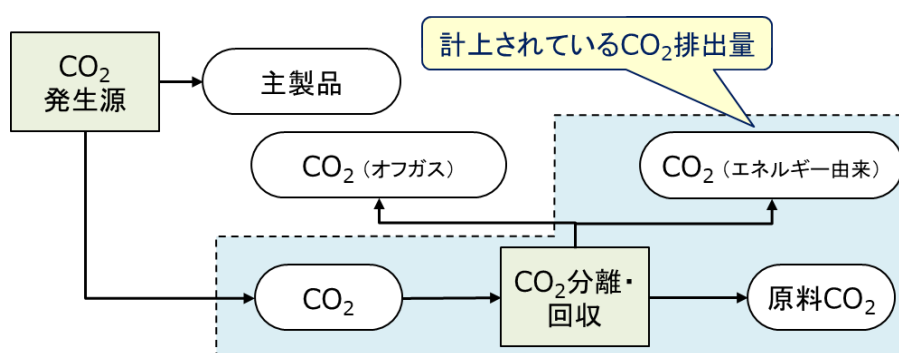 計上されているCO₂排出量
CO₂
発生源
主製品
CO₂（オフガス）
CO₂（エネルギー由来）
CO₂
CO₂分離・
回収
原料CO₂